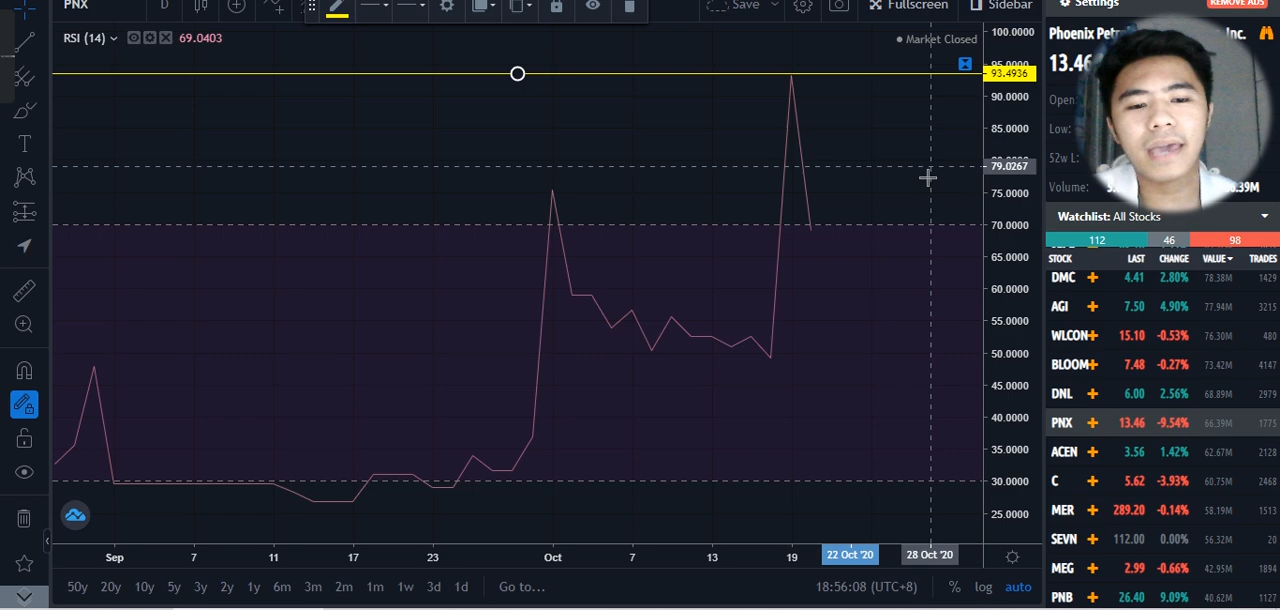 PNX D Save Fullscreen Sidebar
Settings REMOVE ADS
RSI (14) 69.0403
Market Closed
Phoenix Inc.
13.46
Open
Low:
52w L:
Volume:
100.0000
95.0000
93.4936
90.0000
85.0000
79.0267
75.0000
70.0000
65.0000
60.0000
55.0000
50.0000
45.0000
40.0000
35.0000
30.0000
25.0000
Sep 7 11 17 23 Oct 7 13 19 22 Oct '20 28 Oct '20
50y 20y 10y 5y 3y 2y 1y 6m 3m 2m 1m 1w 3d 1d Go to... 18:56:08 (UTC+8) % log auto
Watchlist: All Stocks
112 46 98
STOCK LAST CHANGE VALUE TRADES
DMC 4.41 2.80% 78.38M 1429
AGI 7.50 4.90% 77.94M 3215
WLCON 15.10 -0.53% 76.30M 480
BLOOM 7.48 -0.27% 73.42M 4147
DNL 6.00 2.56% 68.89M 2979
PNX 13.46 -9.54% 66.39M 1775
ACEN 3.56 1.42% 62.67M 2128
C 5.62 -3.93% 60.75M 2468
MER 289.20 -0.14% 58.19M 1513
SEVN 112.00 0.00% 56.32M 20
MEG 2.99 -0.66% 42.95M 1894
PNB 26.40 9.09% 40.62M 1127